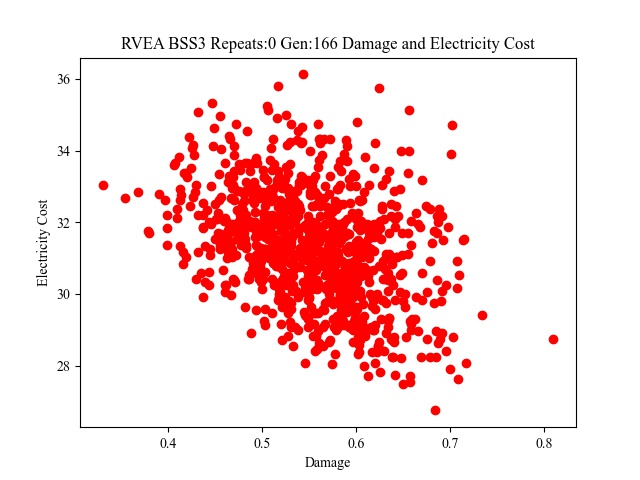 RVEA BSS3 Repeats:0 Gen:166 Damage and Electricity Cost
36
34
32
30
28
Electricity Cost
0.4 0.5 0.6 0.7 0.8
Damage